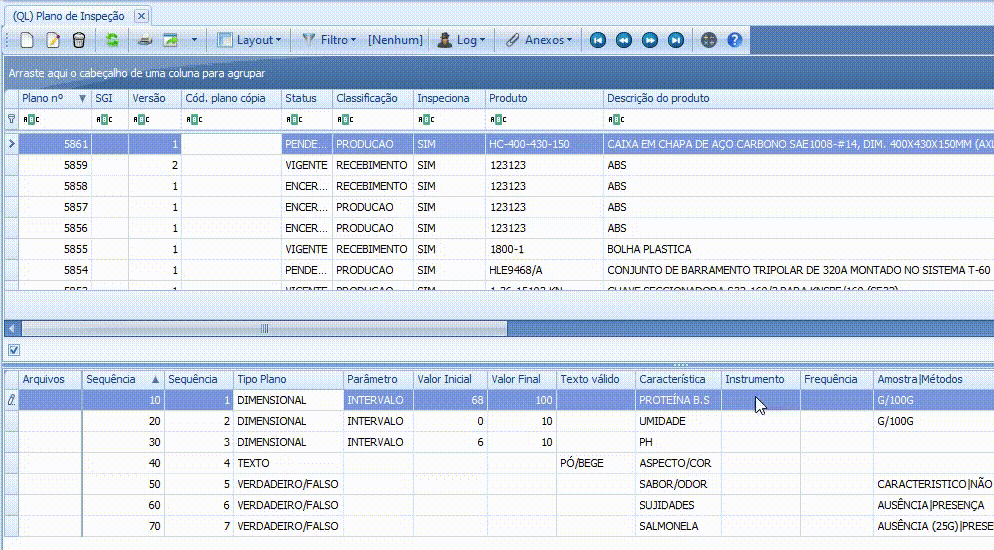 (QL) Plano de Inspeção
Layout Filtro [Nenhum] Log Anexos
Arraste aqui o cabeçalho de uma coluna para agrupar
Plano nº SGI Versão Cód. plano cópia Status Classificação Inspeciona Produto Descrição do produto
5861 1 PENDE... PRODUCAO SIM HC-400-430-150 CAIXA EM CHAPA DE AÇO CARBONO SAE1008-#14, DIM. 400X430X150MM (AXL
5859 2 VIGENTE RECEBIMENTO SIM 123123 ABS
5858 1 ENCER... RECEBIMENTO SIM 123123 ABS
5857 1 ENCER... PRODUCAO SIM 123123 ABS
5856 1 ENCER... PRODUCAO SIM 123123 ABS
5855 1 VIGENTE RECEBIMENTO SIM 1800-1 BOLHA PLASTICA
5854 1 PENDE... PRODUCAO SIM HLE9468/A CONJUNTO DE BARRAMENTO TRIPOLAR DE 320A MONTADO NO SISTEMA T-60
Arquivos Sequência Sequência Tipo Plano Parâmetro Valor Inicial Valor Final Texto válido Característica Instrumento Frequência Amostra|Métodos
10 1 DIMENSIONAL INTERVALO 68 100 PROTEÍNA B.S G/100G
20 2 DIMENSIONAL INTERVALO 0 10 UMIDADE G/100G
30 3 DIMENSIONAL INTERVALO 6 10 PH
40 4 TEXTO PÓ/BEGE ASPECTO/COR
50 5 VERDADEIRO/FALSO SABOR/ODOR CARACTERISTICO|NÃO
60 6 VERDADEIRO/FALSO SUJIDADES AUSÊNCIA|PRESENÇA
70 7 VERDADEIRO/FALSO SALMONELA AUSÊNCIA (25G)|PRESE